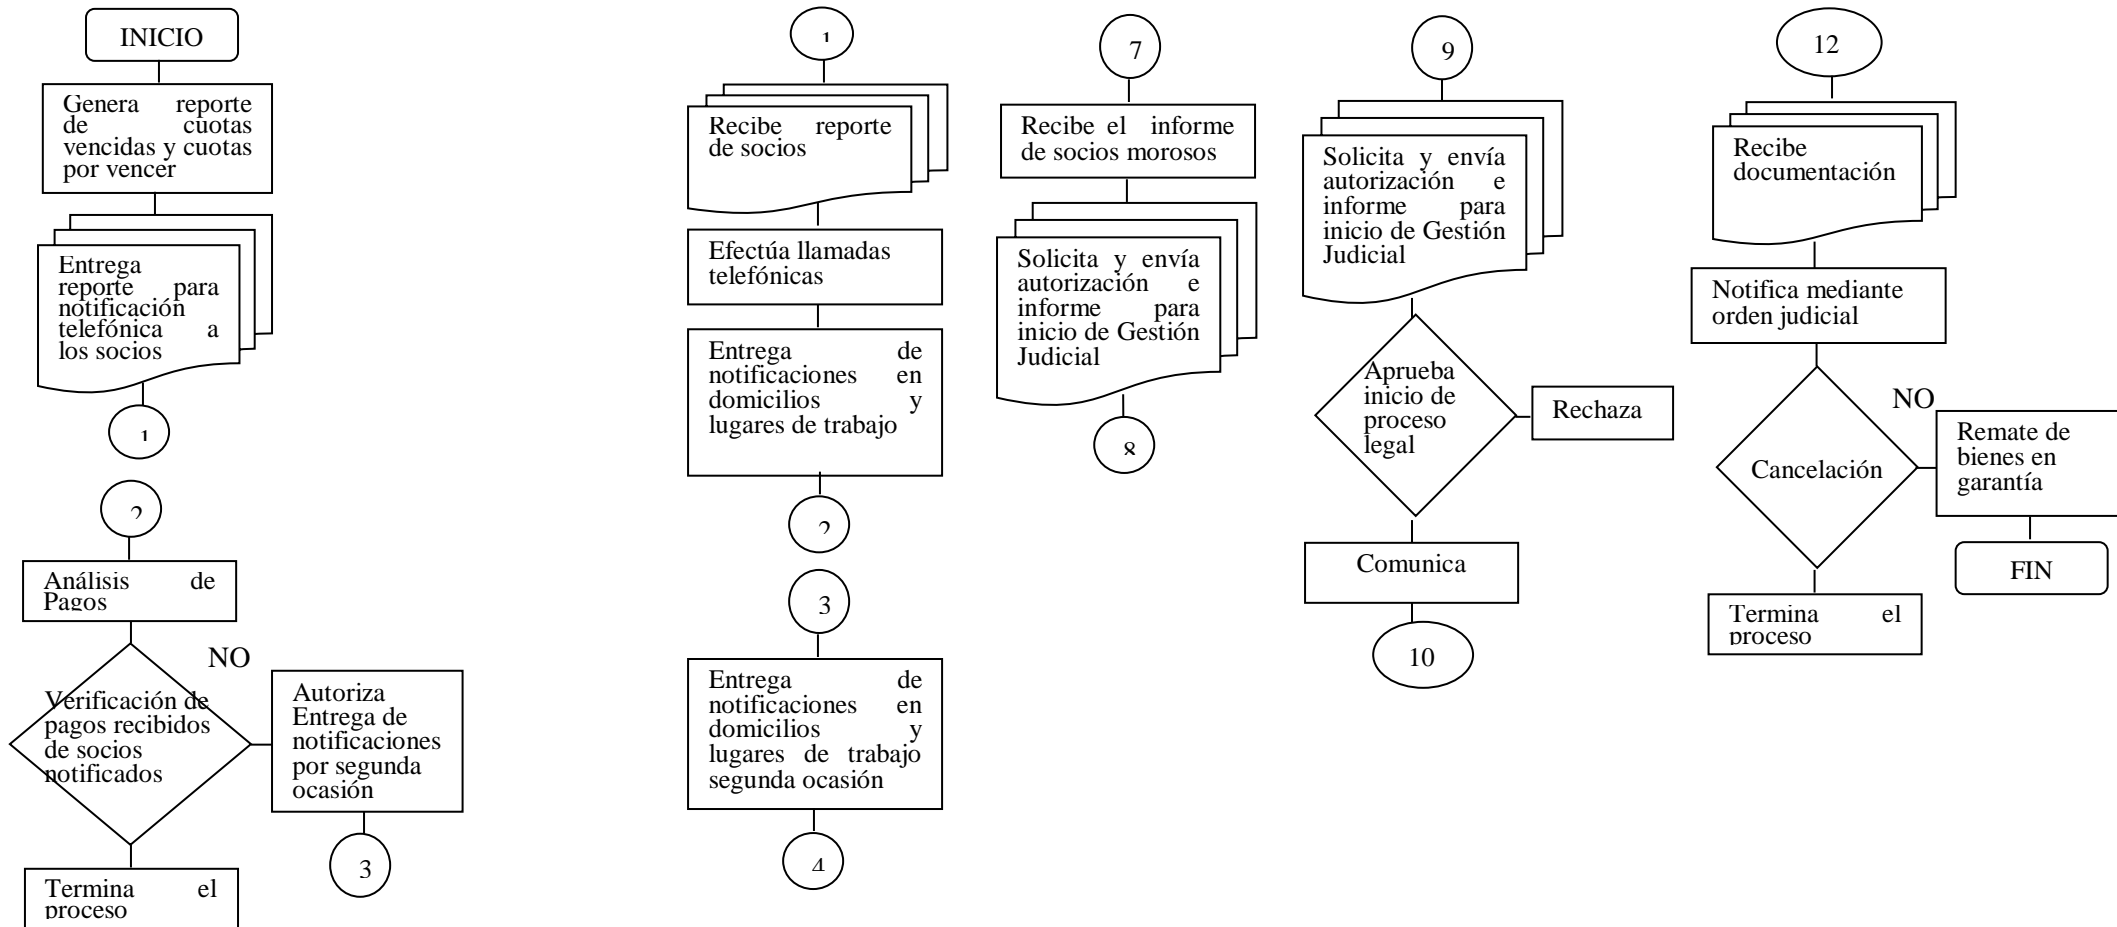 INICIO
Genera reporte
de cuotas
vencidas y cuotas
por vencer
Entrega
reporte para
notificación
telefónica a
los socios
1
2
Análisis de
Pagos
NO
Verificación de
pagos recibidos
de socios
notificados
Autoriza
Entrega de
notificaciones
por segunda
ocasión
3
Termina el
proceso
1
Recibe reporte
de socios
Efectúa llamadas
telefónicas
Entrega de
notificaciones en
domicilios y
lugares de trabajo
2
3
Entrega de
notificaciones en
domicilios y
lugares de trabajo
segunda ocasión
4
7
Recibe el informe
de socios morosos
Solicita y envía
autorización e
informe para
inicio de Gestión
Judicial
8
9
Solicita y envía
autorización e
informe para
inicio de Gestión
Judicial
Aprueba
inicio de
proceso
legal
Rechaza
Comunica
10
12
Recibe
documentación
Notifica mediante
orden judicial
NO
Cancelación
Remate de
bienes en
garantía
FIN
Termina el
proceso